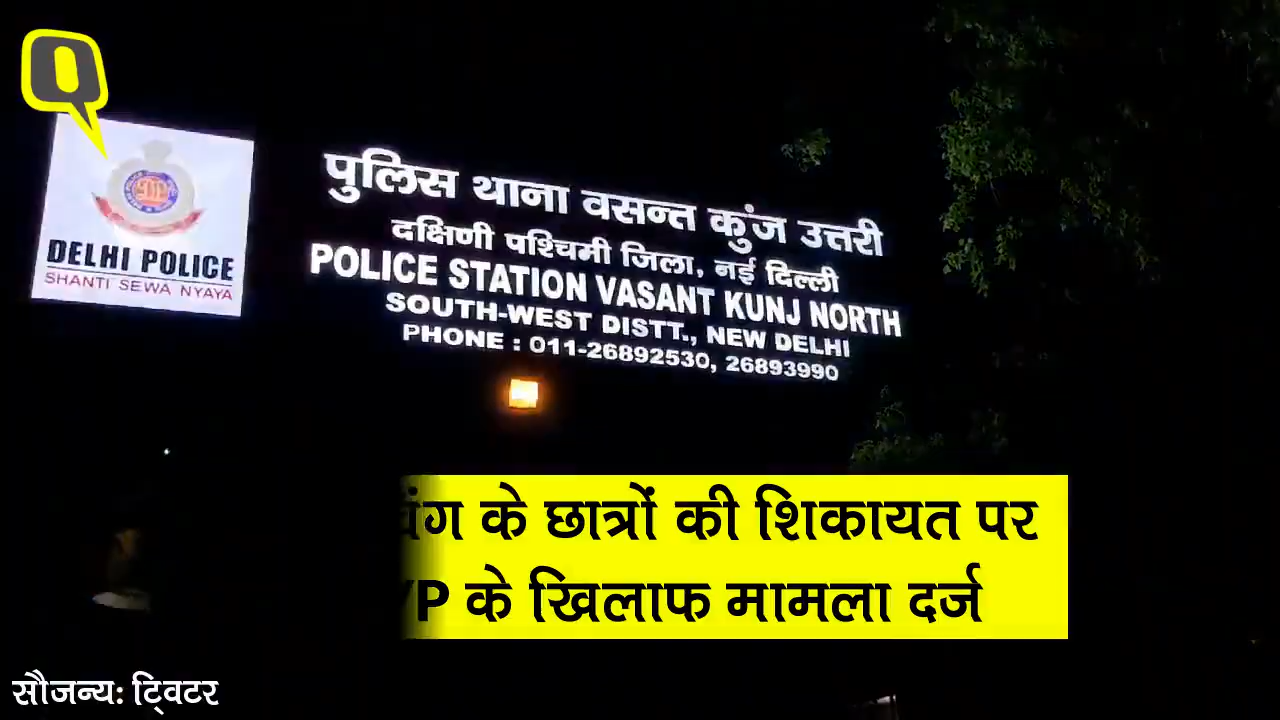 DELHI POLICE
SHANTI SEWA NYAYA
पुलिस थाना वसन्त कुंज उत्तरी
दक्षिणी पश्चिमी जिला, नई दिल्ली
POLICE STATION VASANT KUNJ NORTH
SOUTH-WEST DISTT., NEW DELHI
PHONE : 011-26892530, 26893990
के छात्रों की शिकायत पर
के खिलाफ मामला दर्ज
सौजन्य: ट्विटर